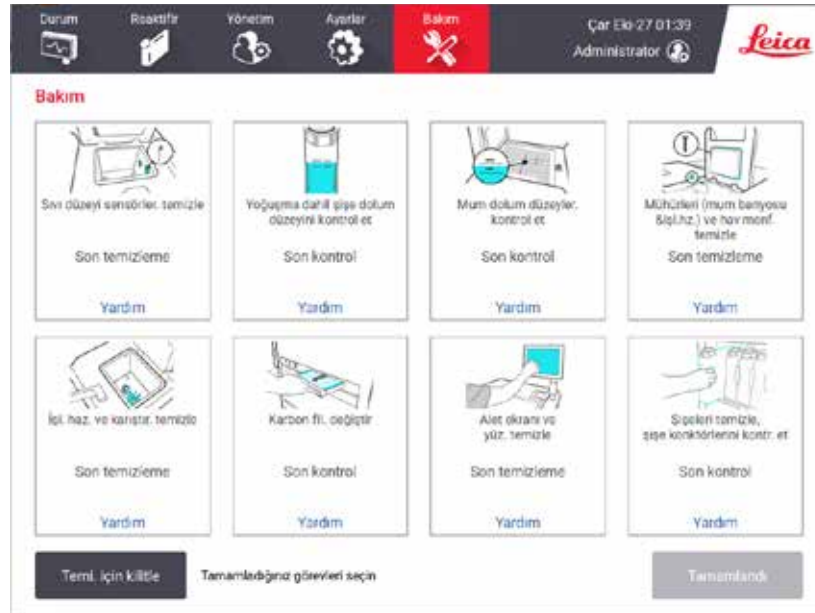 Durum Reaktifir Yönetim Ayarlar Bakım
Çar Eki-27 01:39
Administrator
Leica
Bakım
Sıvı düzeyi sensörler. temizle
Son temizleme
Yardım
Yoğuşma dahil şişe dolum
düzeyini kontrol et
Son kontrol
Yardım
Mum dolum düzeyler.
kontrol et
Son kontrol
Yardım
Mühürleri (mum banyosu
&işl.hz.) ve hav monf.
temizle
Son temizleme
Yardım
İşl. haz. ve karıştır. temizle
Son temizleme
Yardım
Karbon fil. değiştir
Son kontrol
Yardım
Alet ekranı ve
yüz. temizle
Son temizleme
Yardım
Şişeleri temizle,
şişe konktörlerini kontr. et
Son kontrol
Yardım
Temi. için kilitle
Tamamladığınız görevleri seçin
Tamamlandı